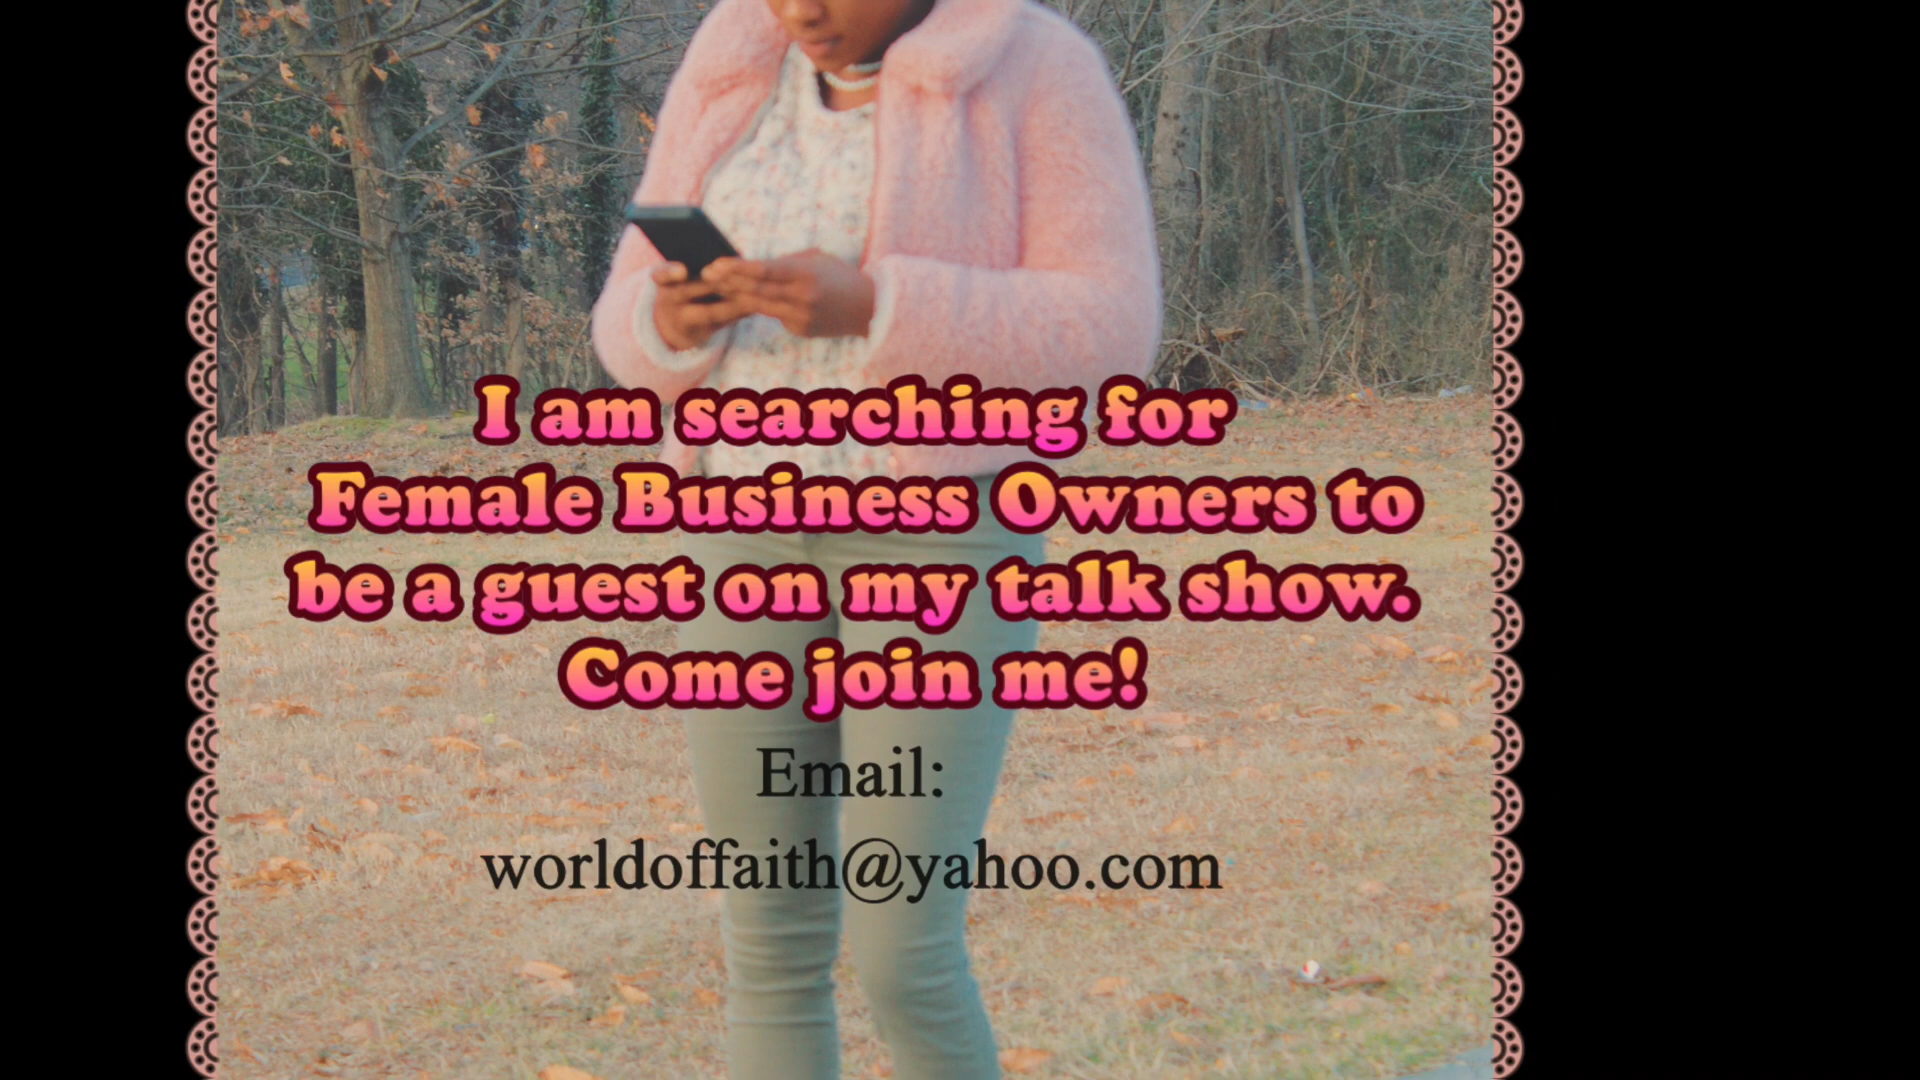 I am searching for
Female Business Owners to
be a guest on my talk show.
Come join me!
Email:
worldoffaith@yahoo.com